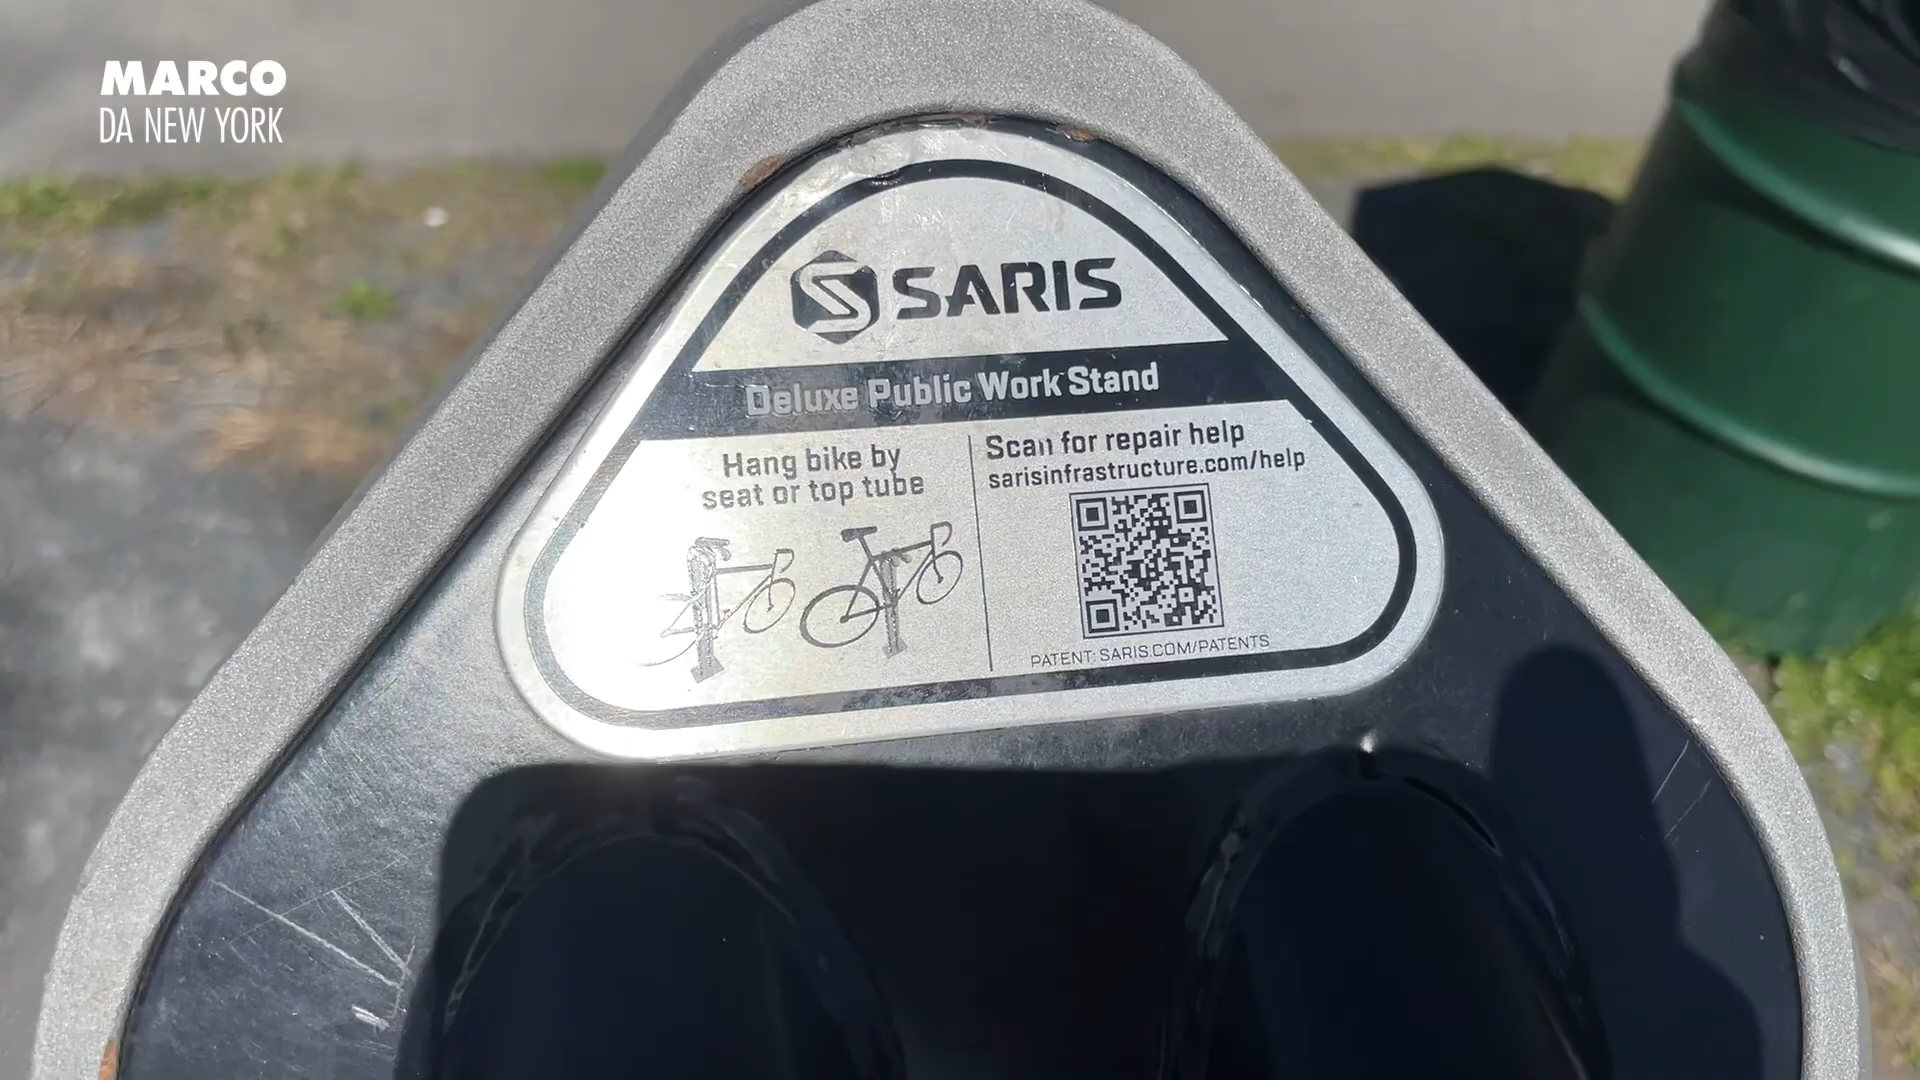 MARCO
DA NEW YORK
SARIS
Deluxe Public Work Stand
Hang bike by
seat or top tube
Scan for repair help
sarisinfrastructure.com/help
PATENT: SARIS.COM/PATENTS